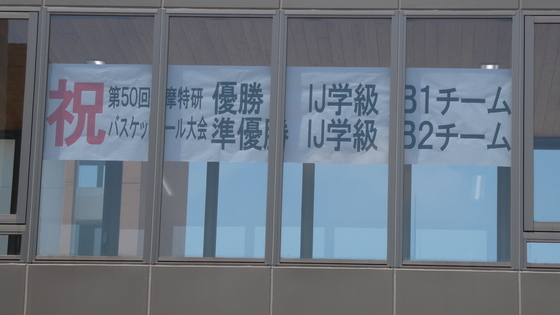 祝
第50回 摩特研 優勝 IJ学級 B1チーム
バスケッ ール大会 準優勝 IJ学級 B2チーム